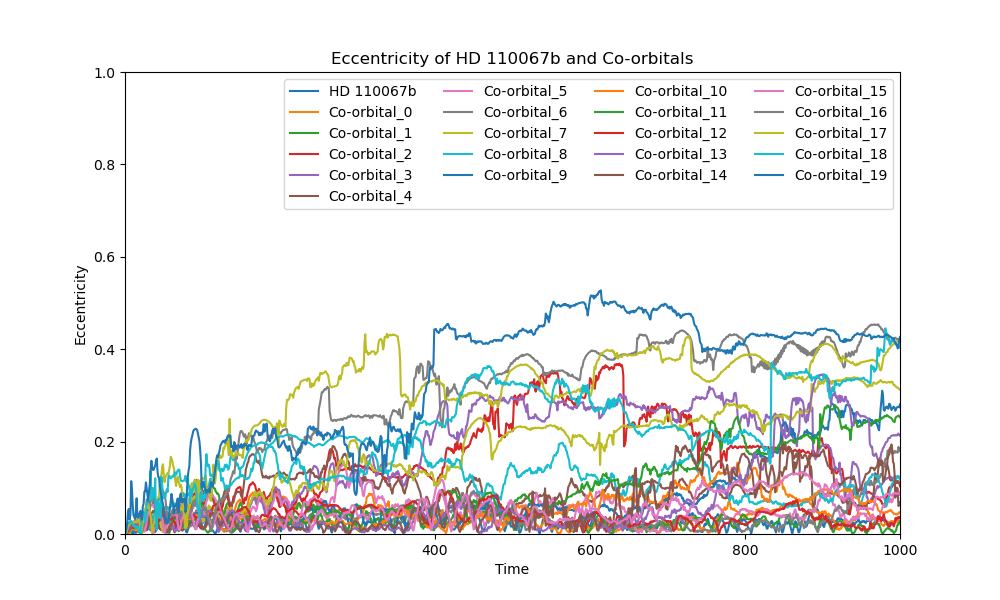 Eccentricity of HD 110067b and Co-orbitals
1.0
0.8
0.6
0.4
0.2
0.0
Eccentricity
HD 110067b
Co-orbital_0
Co-orbital_1
Co-orbital_2
Co-orbital_3
Co-orbital_4
Co-orbital_5
Co-orbital_6
Co-orbital_7
Co-orbital_8
Co-orbital_9
Co-orbital_10
Co-orbital_11
Co-orbital_12
Co-orbital_13
Co-orbital_14
Co-orbital_15
Co-orbital_16
Co-orbital_17
Co-orbital_18
Co-orbital_19
0
200
400
600
800
1000
Time